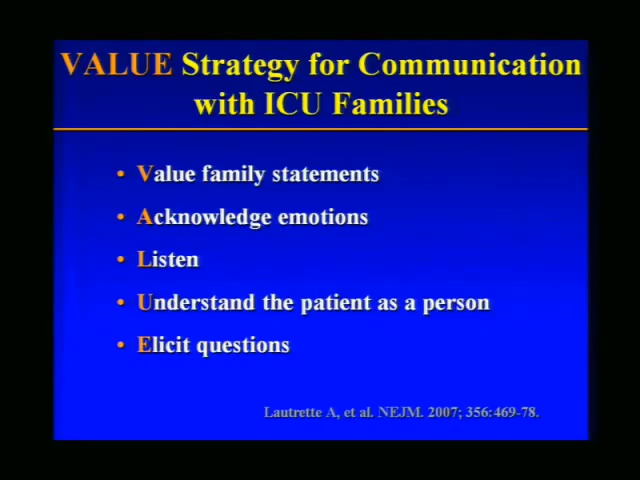 VALUE Strategy for Communication
with ICU Families
• Value family statements
• Acknowledge emotions
• Listen
• Understand the patient as a person
• Elicit questions
Lautrette A, et al. NEJM. 2007; 356:469-78.